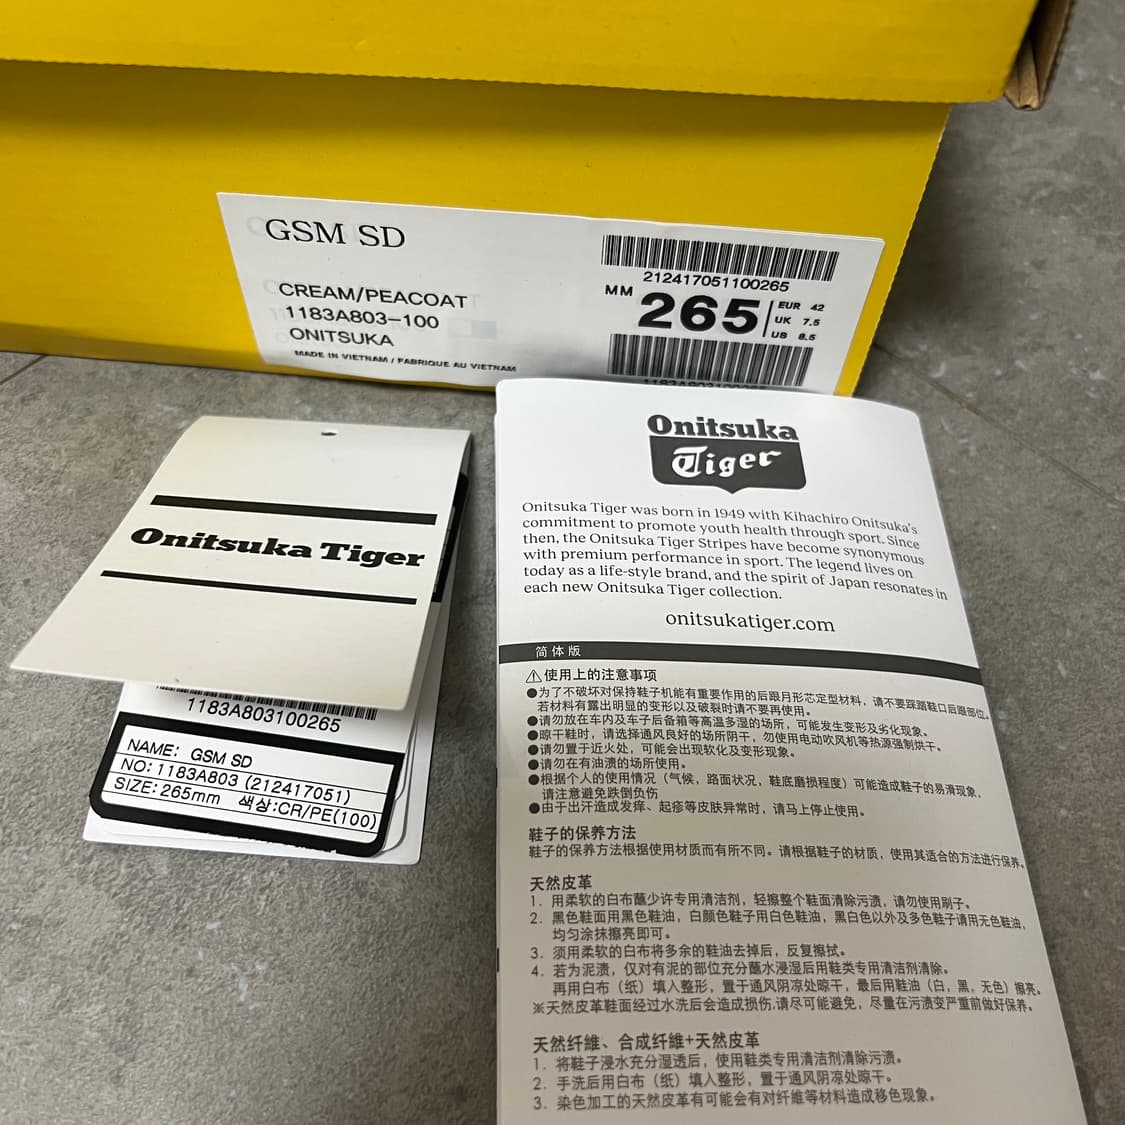 GSM SD
CREAM/PEACOAT
1183A803-100
ONITSUKA
MADE IN VIETNAM / FABRIQUE AU VIETNAM
212417051100265
MM 265
EUR 42
UK 7.5
US 8.5
1183A803100265
Onitsuka Tiger
1183A803100265
NAME: GSM SD
NO: 1183A803 (212417051)
SIZE: 265mm 색상:CR/PE(100)
Onitsuka
Tiger
Onitsuka Tiger was born in 1949 with Kihachiro Onitsuka's
commitment to promote youth health through sport. Since
then, the Onitsuka Tiger Stripes have become synonymous
with premium performance in sport. The legend lives on
today as a life-style brand, and the spirit of Japan resonates in
each new Onitsuka Tiger collection.
onitsukatiger.com
简体版
⚠使用上的注意事项
●为了不破坏对保持鞋子机能有重要作用的后跟月形芯定型材料，请不要踩踏鞋口后跟部位。
若材料有露出明显的变形以及破裂时请不要再使用。
●请勿放在车内及车子后备箱等高温多湿的场所，可能发生变形及劣化现象。
●晾干鞋时，请选择通风良好的场所阴干，勿使用电动吹风机等热源强制烘干。
●请勿置于近火处，可能会出现软化及变形现象。
●请勿在有油渍的场所使用。
●根据个人的使用情况（气候，路面状况，鞋底磨损程度）可能造成鞋子的易滑现象，
请注意避免跌倒负伤
●由于出汗造成发痒、起疹等皮肤异常时，请马上停止使用。
鞋子的保养方法
鞋子的保养方法根据使用材质而有所不同。请根据鞋子的材质，使用其适合的方法进行保养。
天然皮革
1. 用柔软的白布蘸少许专用清洁剂，轻擦整个鞋面清除污渍，请勿使用刷子。
2. 黑色鞋面用黑色鞋油，白颜色鞋子用白色鞋油，黑白色以外及多色鞋子请用无色鞋油，
均匀涂抹擦亮即可。
3. 须用柔软的白布将多余的鞋油去掉后，反复擦拭。
4. 若为泥渍，仅对有泥的部位充分蘸水浸湿后用鞋类专用清洁剂清除。
再用白布（纸）填入整形，置于通风阴凉处晾干，最后用鞋油（白，黑，无色）擦亮。
※天然皮革鞋面经过水洗后会造成损伤,请尽可能避免，尽量在污渍变严重前做好保养。
天然纤维、合成纤维+天然皮革
1. 将鞋子浸水充分湿透后，使用鞋类专用清洁剂清除污渍。
2. 手洗后用白布（纸）填入整形，置于通风阴凉处晾干。
3. 染色加工的天然皮革有可能会有对纤维等材料造成移色现象。